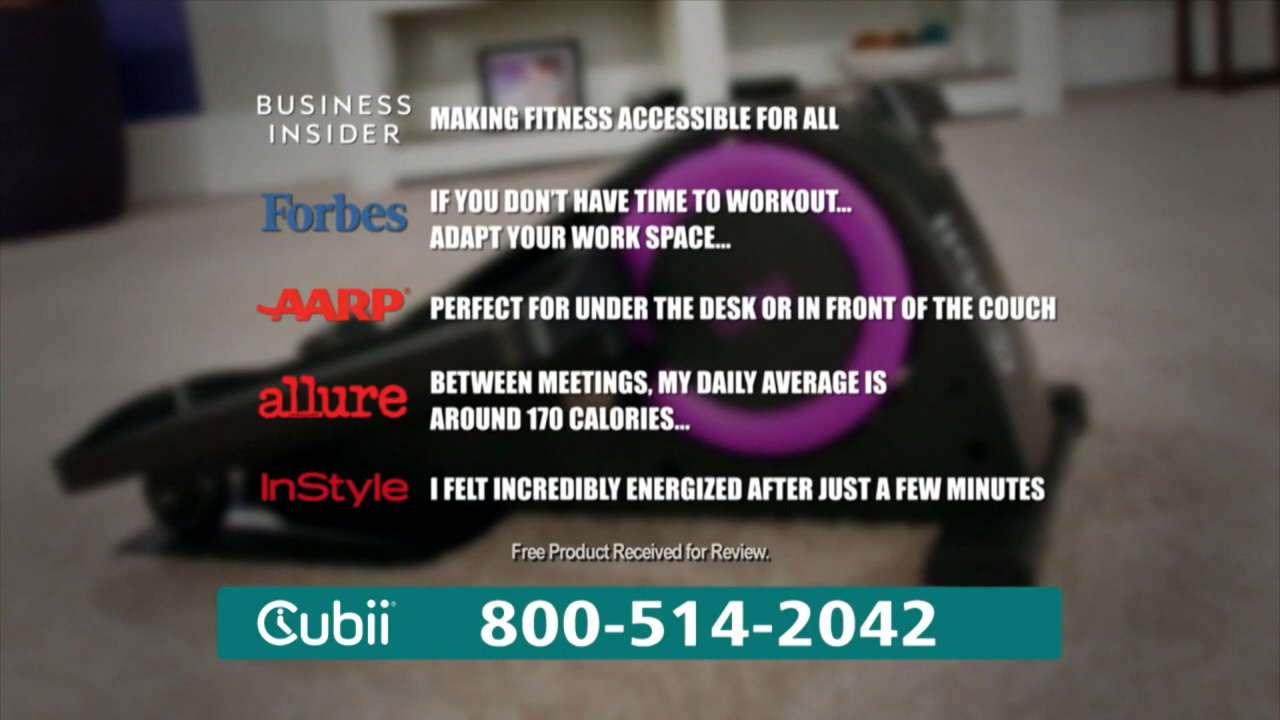 BUSINESS
INSIDER
MAKING FITNESS ACCESSIBLE FOR ALL
Forbes
IF YOU DON'T HAVE TIME TO WORKOUT...
ADAPT YOUR WORK SPACE...
AARP®
PERFECT FOR UNDER THE DESK OR IN FRONT OF THE COUCH
allure
BETWEEN MEETINGS, MY DAILY AVERAGE IS
AROUND 170 CALORIES...
InStyle
I FELT INCREDIBLY ENERGIZED AFTER JUST A FEW MINUTES
Free Product Received for Review.
Cubii® 800-514-2042